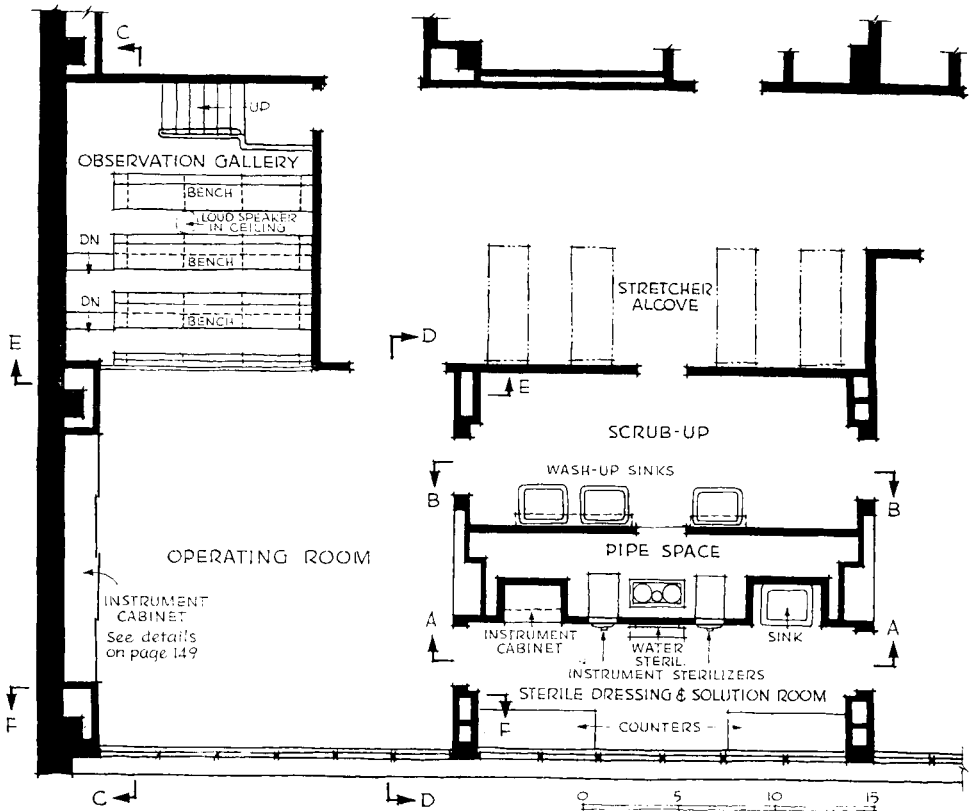 C
UP
OBSERVATION GALLERY
BENCH
LOUD SPEAKER
IN CEILING
DN
BENCH
DN
BENCH
STRETCHER
ALCOVE
E
D
E
SCRUB-UP
WASH-UP SINKS
B
B
PIPE SPACE
OPERATING ROOM
INSTRUMENT
CABINET
See details
on page 149
A
INSTRUMENT
CABINET
WATER
STERIL.
SINK
A
INSTRUMENT STERILIZERS
STERILE DRESSING & SOLUTION ROOM
F
F
COUNTERS
C
D
0 5 10 15